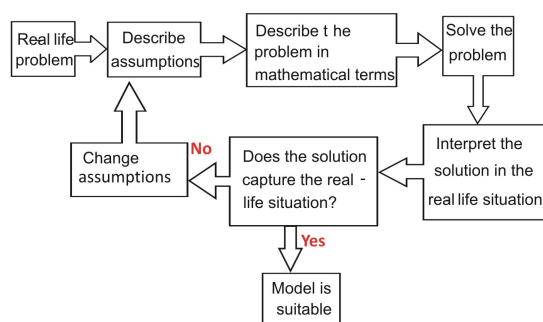 Real life
problem
Describe
assumptions
Describe t he
problem in
mathematical terms
Solve the
problem
Interpret the
solution in the
real life situation
Does the solution
capture the real -
life situation?
No
Change
assumptions
Yes
Model is
suitable